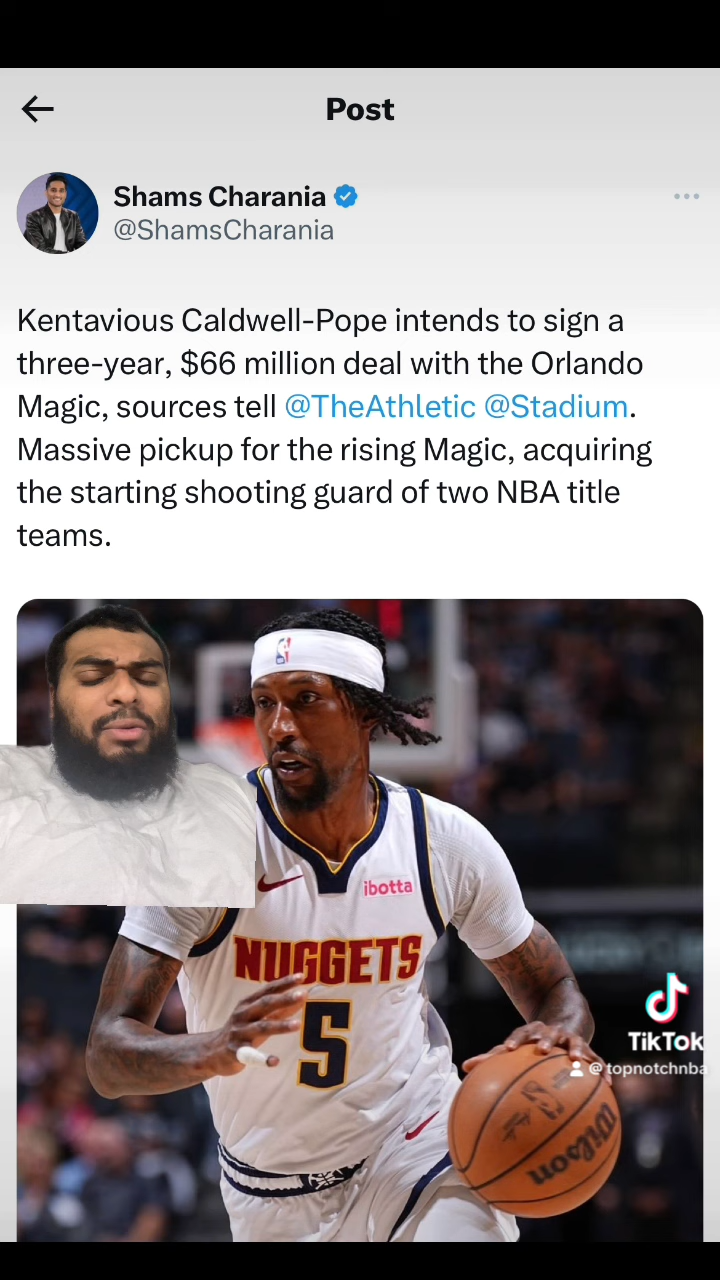 Post
Shams Charania
@ShamsCharania
Kentavious Caldwell-Pope intends to sign a
three-year, $66 million deal with the Orlando
Magic, sources tell @TheAthletic @Stadium.
Massive pickup for the rising Magic, acquiring
the starting shooting guard of two NBA title
teams.
ibotta
NUGGETS
5
Wilson
TikTok
@topnotchnba